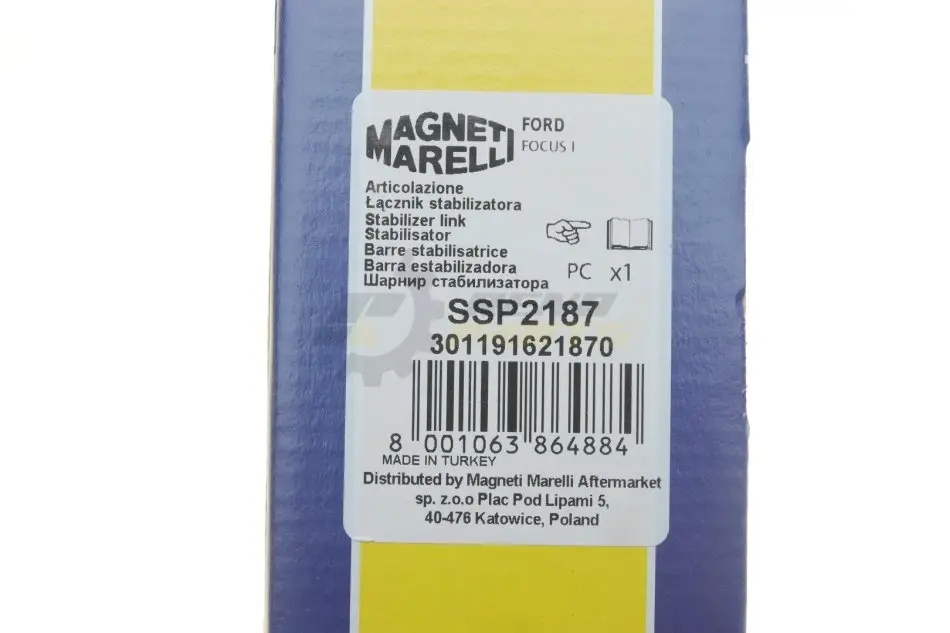 MAGNETI
MARELLI
FORD
FOCUS I
Articolazione
Łącznik stabilizatora
Stabilizer link
Stabilisator
Barre stabilisatrice
Barra estabilizadora
Шарнир стабилизатора
PC x1
SSP2187
301191621870
8 001063 864884
MADE IN TURKEY
Distributed by Magneti Marelli Aftermarket
sp. z.o.o Plac Pod Lipami 5,
40-476 Katowice, Poland